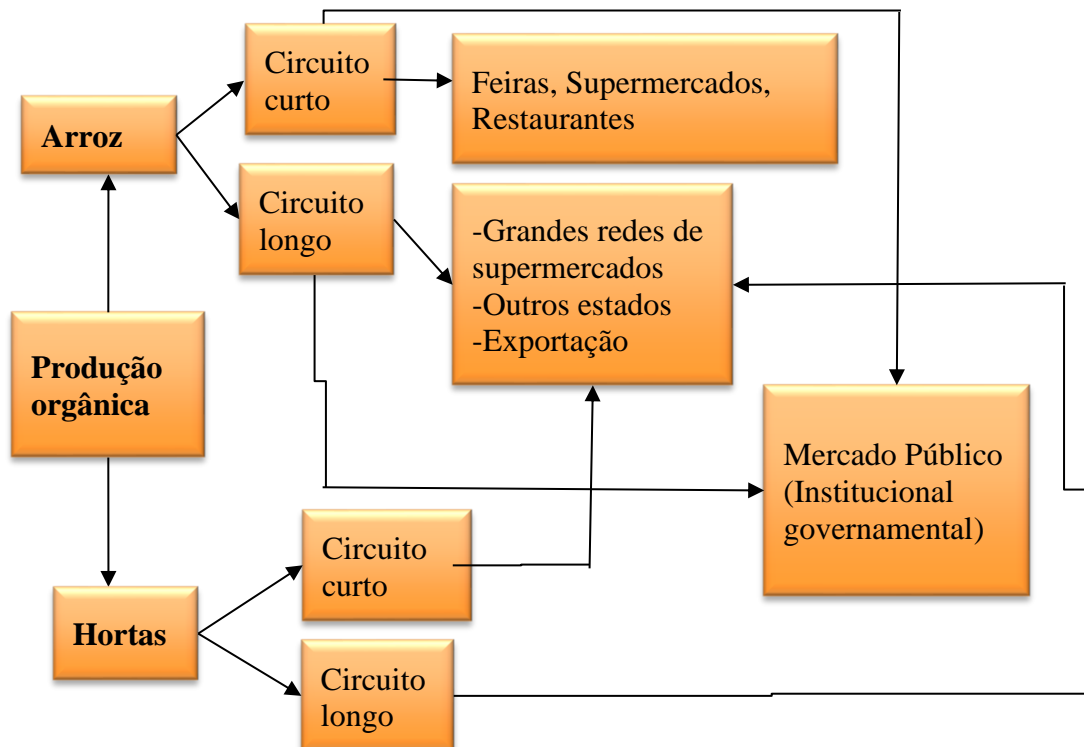 Circuito
curto
Feiras, Supermercados,
Restaurantes
Arroz
Circuito
longo
-Grandes redes de
supermercados
-Outros estados
-Exportação
Produção
orgânica
Mercado Público
(Institucional
governamental)
Circuito
curto
Hortas
Circuito
longo